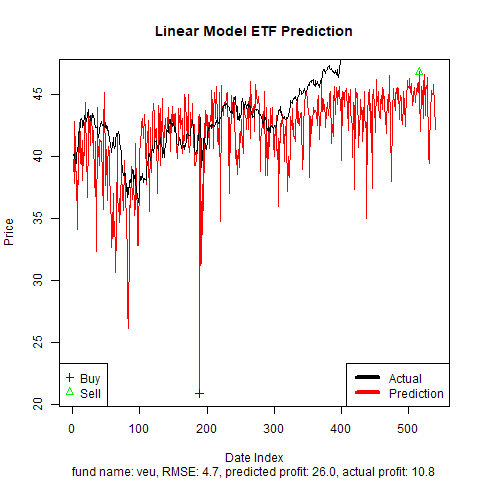 Linear Model ETF Prediction
Price
45
40
35
30
25
20
Buy
Sell
Actual
Prediction
0 100 200 300 400 500
Date Index
fund name: veu, RMSE: 4.7, predicted profit: 26.0, actual profit: 10.8